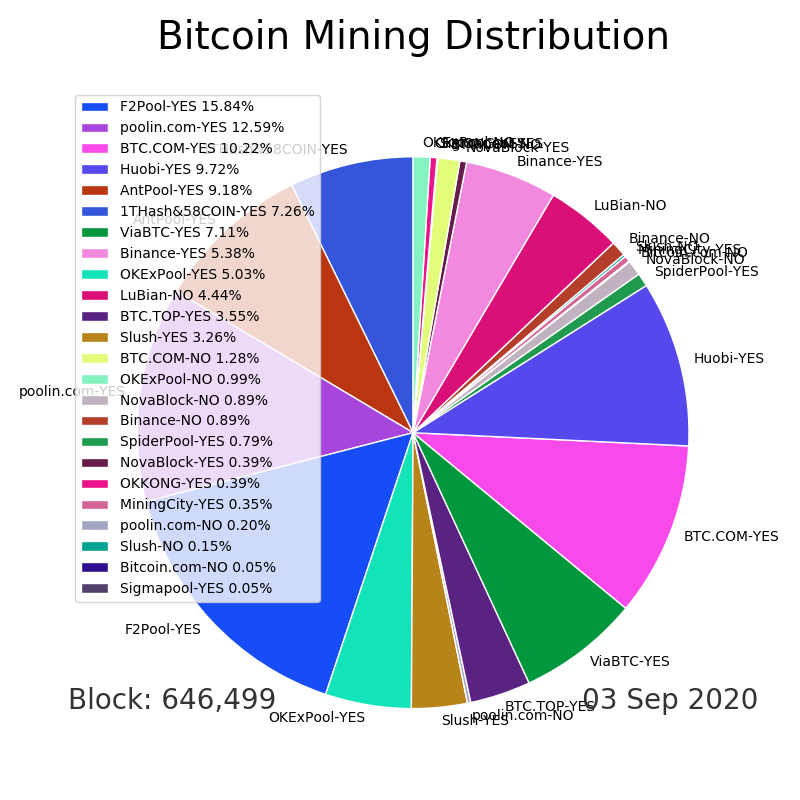 Bitcoin Mining Distribution
F2Pool-YES 15.84%
poolin.com-YES 12.59%
BTC.COM-YES 10.22%
Huobi-YES 9.72%
AntPool-YES 9.18%
1THash&58COIN-YES 7.26%
ViaBTC-YES 7.11%
Binance-YES 5.38%
OKExPool-YES 5.03%
LuBian-NO 4.44%
BTC.TOP-YES 3.55%
Slush-YES 3.26%
BTC.COM-NO 1.28%
OKExPool-NO 0.99%
NovaBlock-NO 0.89%
Binance-NO 0.89%
SpiderPool-YES 0.79%
NovaBlock-YES 0.39%
OKKONG-YES 0.39%
MiningCity-YES 0.35%
poolin.com-NO 0.20%
Slush-NO 0.15%
Bitcoin.com-NO 0.05%
Sigmapool-YES 0.05%
NovaBlock-YES
Binance-YES
LuBian-NO
Binance-NO
NovaBlock-NO
SpiderPool-YES
Huobi-YES
BTC.COM-YES
ViaBTC-YES
BTC.TOP-YES
poolin.com-NO
Slush-YES
OKExPool-YES
F2Pool-YES
poolin.com-YES
AntPool-YES
Block: 646,499
03 Sep 2020